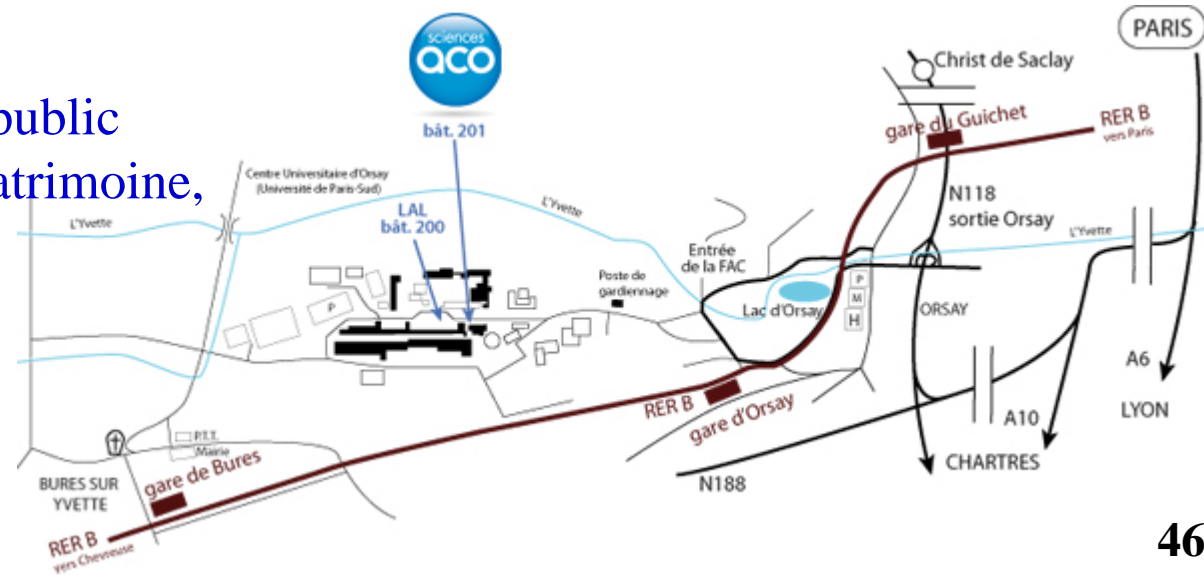 PARIS
sciences
aco
bât. 201
Christ de Saclay
public
atrimoine,
gare du Guichet
RER B
vers Paris
Centre Universitaire d'Orsay
(Université de Paris-Sud)
N118
sortie Orsay
L'Yvette
LAL
bât. 200
L'Yvette
Entrée
de la FAC
Poste de
gardiennage
P
P
M
H
Lac d'Orsay
ORSAY
A6
LYON
RER B
gare d'Orsay
A10
P.T.T.
Mairie
gare de Bures
CHARTRES
BURES SUR
YVETTE
N188
RER B
vers Chevreuse
46